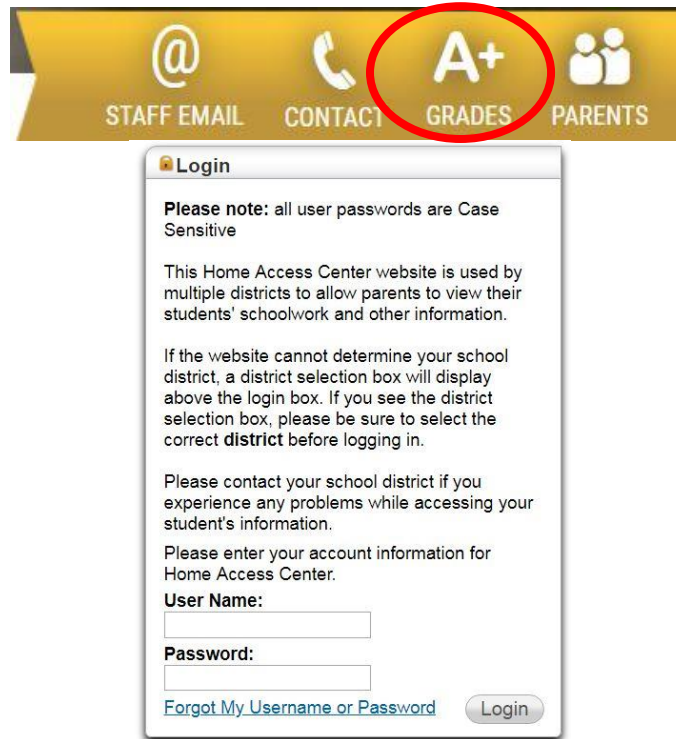 @ A+
STAFF EMAIL CONTACT GRADES PARENTS
Login
Please note: all user passwords are Case
Sensitive
This Home Access Center website is used by
multiple districts to allow parents to view their
students' schoolwork and other information.
If the website cannot determine your school
district, a district selection box will display
above the login box. If you see the district
selection box, please be sure to select the
correct district before logging in.
Please contact your school district if you
experience any problems while accessing your
student's information.
Please enter your account information for
Home Access Center.
User Name:
Password:
Forgot My Username or Password Login